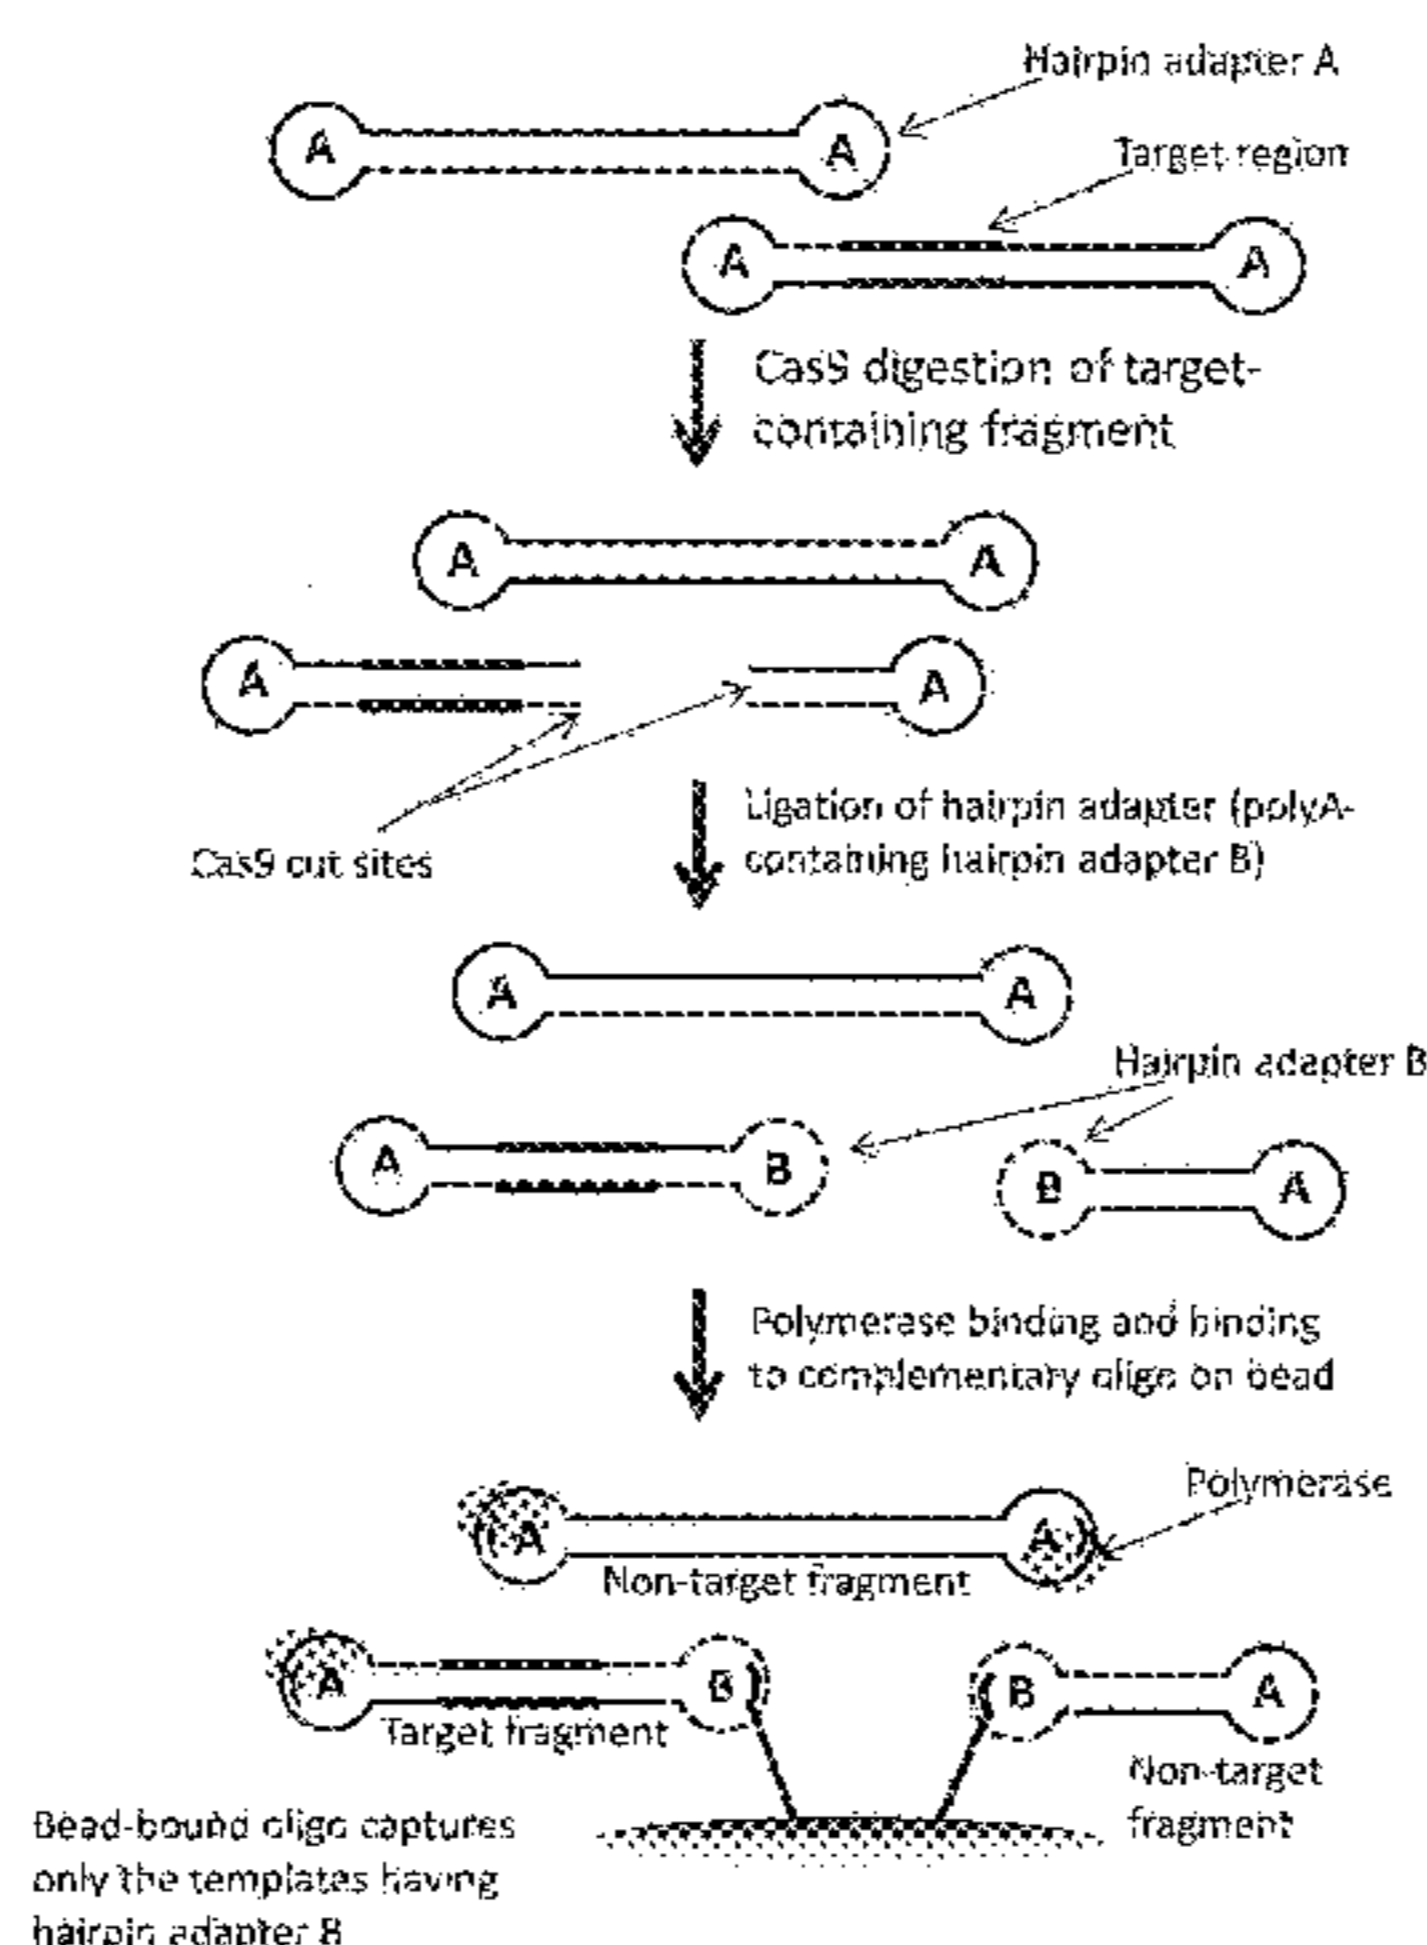 Hairpin adapter A
A
A
Target region
A
A
Cas9 digestion of target-
containing fragment
A
A
A
A
Cas9 cut sites
Ligation of hairpin adapter (polyA-
containing hairpin adapter B)
A
A
Hairpin adapter B
A
B
B
A
Polymerase binding and binding
to complementary oligo on bead
Polymerase
A
A
Non-target fragment
A
B
B
A
Target fragment
Non-target
fragment
Bead-bound oligo captures
only the templates having
hairpin adapter B